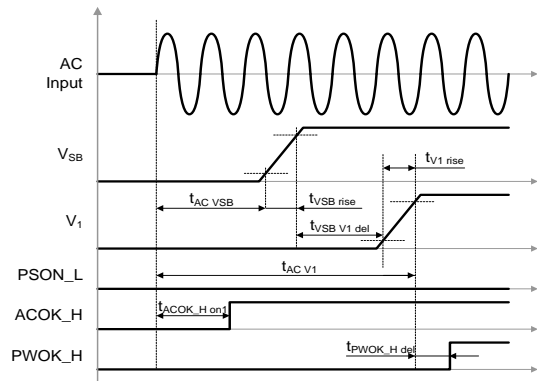 AC
Input
VSB
tV1 rise
tAC VSB
tVSB rise
V1
tVSB V1 del
tAC V1
PSON_L
tACOK_H on1
ACOK_H
tPWOK_H del
PWOK_H